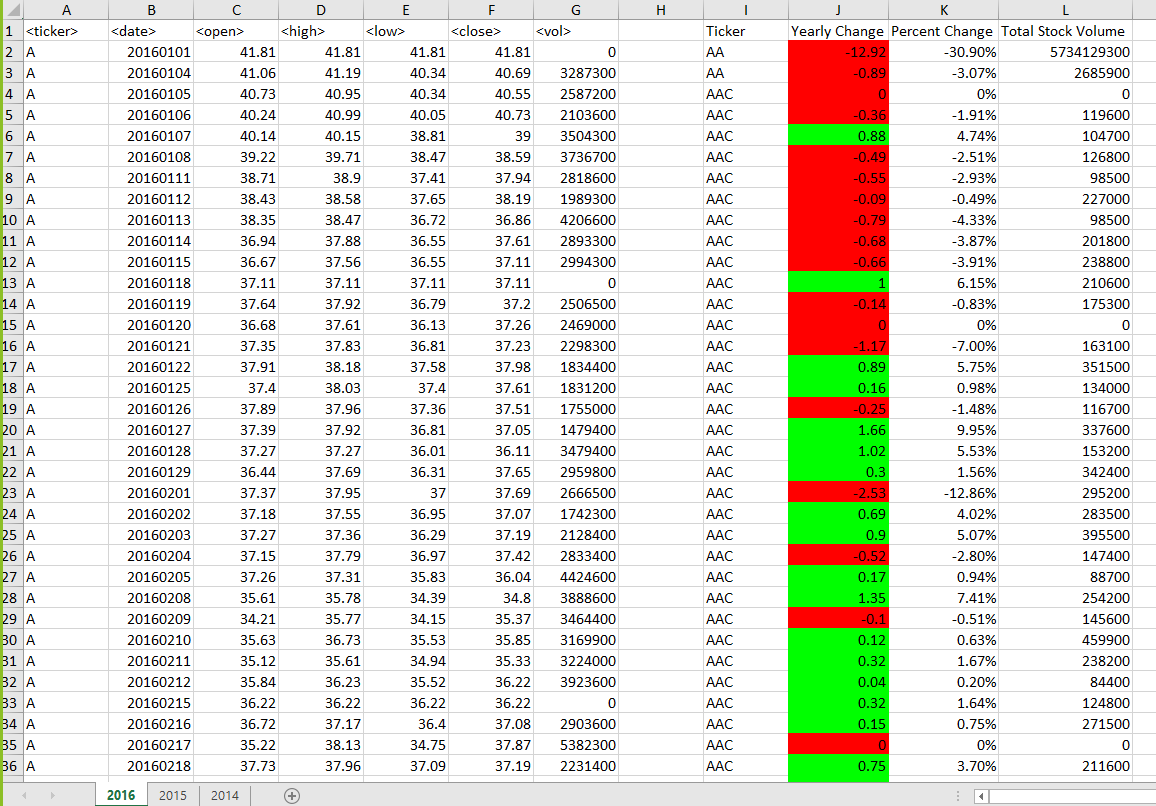 A B C D E F G H I J K L
1 <ticker> <date> <open> <high> <low> <close> <vol> Ticker Yearly Change Percent Change Total Stock Volume
2 A 20160101 41.81 41.81 41.81 41.81 0 AA -12.92 -30.90% 5734129300
3 A 20160104 41.06 41.19 40.34 40.69 3287300 AA -0.89 -3.07% 2685900
4 A 20160105 40.73 40.95 40.34 40.55 2587200 AAC 0 0% 0
5 A 20160106 40.24 40.99 40.05 40.73 2103600 AAC -0.36 -1.91% 119600
6 A 20160107 40.14 40.15 38.81 39 3504300 AAC 0.88 4.74% 104700
7 A 20160108 39.22 39.71 38.47 38.59 3736700 AAC -0.49 -2.51% 126800
8 A 20160111 38.71 38.9 37.41 37.94 2818600 AAC -0.55 -2.93% 98500
9 A 20160112 38.43 38.58 37.65 38.19 1989300 AAC -0.09 -0.49% 227000
10 A 20160113 38.35 38.47 36.72 36.86 4206600 AAC -0.79 -4.33% 98500
11 A 20160114 36.94 37.88 36.55 37.61 2893300 AAC -0.68 -3.87% 201800
12 A 20160115 36.67 37.56 36.55 37.11 2994300 AAC -0.66 -3.91% 238800
13 A 20160118 37.11 37.11 37.11 37.11 0 AAC 1 6.15% 210600
14 A 20160119 37.64 37.92 36.79 37.2 2506500 AAC -0.14 -0.83% 175300
15 A 20160120 36.68 37.61 36.13 37.26 2469000 AAC 0 0% 0
16 A 20160121 37.35 37.83 36.81 37.23 2298300 AAC -1.17 -7.00% 163100
17 A 20160122 37.91 38.18 37.58 37.98 1834400 AAC 0.89 5.75% 351500
18 A 20160125 37.4 38.03 37.4 37.61 1831200 AAC 0.16 0.98% 134000
19 A 20160126 37.89 37.96 37.36 37.51 1755000 AAC -0.25 -1.48% 116700
20 A 20160127 37.39 37.92 36.81 37.05 1479400 AAC 1.66 9.95% 337600
21 A 20160128 37.27 37.27 36.01 36.11 3479400 AAC 1.02 5.53% 153200
22 A 20160129 36.44 37.69 36.31 37.65 2959800 AAC 0.3 1.56% 342400
23 A 20160201 37.37 37.95 37 37.69 2666500 AAC -2.53 -12.86% 295200
24 A 20160202 37.18 37.55 36.95 37.07 1742300 AAC 0.69 4.02% 283500
25 A 20160203 37.27 37.36 36.29 37.19 2128400 AAC 0.9 5.07% 395500
26 A 20160204 37.15 37.79 36.97 37.42 2833400 AAC -0.52 -2.80% 147400
27 A 20160205 37.26 37.31 35.83 36.04 4424600 AAC 0.17 0.94% 88700
28 A 20160208 35.61 35.78 34.39 34.8 3888600 AAC 1.35 7.41% 254200
29 A 20160209 34.21 35.77 34.15 35.37 3464400 AAC -0.1 -0.51% 145600
30 A 20160210 35.63 36.73 35.53 35.85 3169900 AAC 0.12 0.63% 459900
31 A 20160211 35.12 35.61 34.94 35.33 3224000 AAC 0.32 1.67% 238200
32 A 20160212 35.84 36.23 35.52 36.22 3923600 AAC 0.04 0.20% 84400
33 A 20160215 36.22 36.22 36.22 36.22 0 AAC 0.32 1.64% 124800
34 A 20160216 36.72 37.17 36.4 37.08 2903600 AAC 0.15 0.75% 271500
35 A 20160217 35.22 38.13 34.75 37.87 5382300 AAC 0 0% 0
36 A 20160218 37.73 37.96 37.09 37.19 2231400 AAC 0.75 3.70% 211600
2016 2015 2014